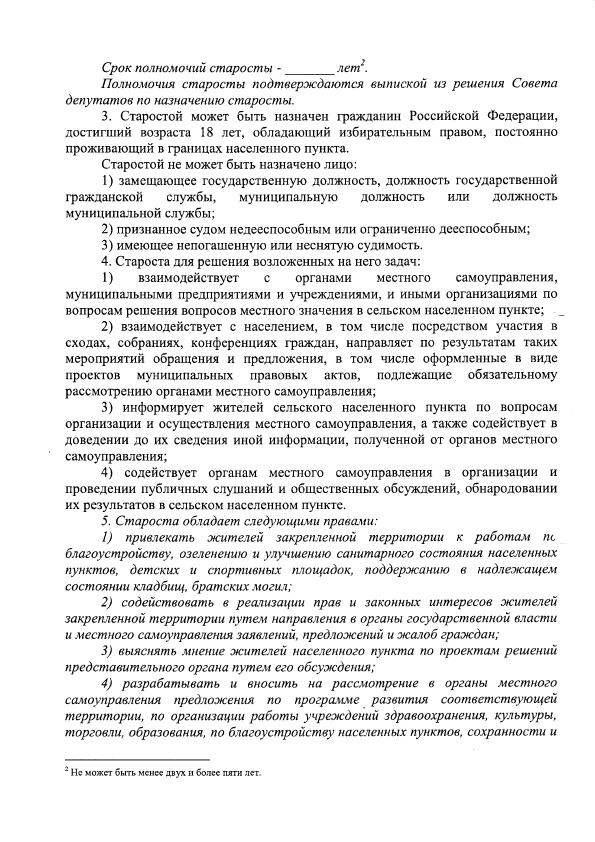 Срок полномочий старосты - _______ лет2.
Полномочия старосты подтверждаются выпиской из решения Совета
депутатов по назначению старосты.
3. Старостой может быть назначен гражданин Российской Федерации,
достигший возраста 18 лет, обладающий избирательным правом, постоянно
проживающий в границах населенного пункта.
Старостой не может быть назначено лицо:
1) замещающее государственную должность, должность государственной
гражданской службы, муниципальную должность или должность
муниципальной службы;
2) признанное судом недееспособным или ограниченно дееспособным;
3) имеющее непогашенную или неснятую судимость.
4. Староста для решения возложенных на него задач:
1) взаимодействует с органами местного самоуправления,
муниципальными предприятиями и учреждениями, и иными организациями по
вопросам решения вопросов местного значения в сельском населенном пункте;
2) взаимодействует с населением, в том числе посредством участия в
сходах, собраниях, конференциях граждан, направляет по результатам таких
мероприятий обращения и предложения, в том числе оформленные в виде
проектов муниципальных правовых актов, подлежащие обязательному
рассмотрению органами местного самоуправления;
3) информирует жителей сельского населенного пункта по вопросам
организации и осуществления местного самоуправления, а также содействует в
доведении до их сведения иной информации, полученной от органов местного
самоуправления;
4) содействует органам местного самоуправления в организации и
проведении публичных слушаний и общественных обсуждений, обнародовании
их результатов в сельском населенном пункте.
5. Староста обладает следующими правами:
1) привлекать жителей закрепленной территории к работам по
благоустройству, озеленению и улучшению санитарного состояния населенных
пунктов, детских и спортивных площадок, поддержанию в надлежащем
состоянии кладбищ, братских могил;
2) содействовать в реализации прав и законных интересов жителей
закрепленной территории путем направления в органы государственной власти
и местного самоуправления заявлений, предложений и жалоб граждан;
3) выяснять мнение жителей населенного пункта по проектам решений
представительного органа путем его обсуждения;
4) разрабатывать и вносить на рассмотрение в органы местного
самоуправления предложения по программе развития соответствующей
территории, по организации работы учреждений здравоохранения, культуры,
торговли, образования, по благоустройству населенных пунктов, сохранности и
2 Не может быть менее двух и более пяти лет.